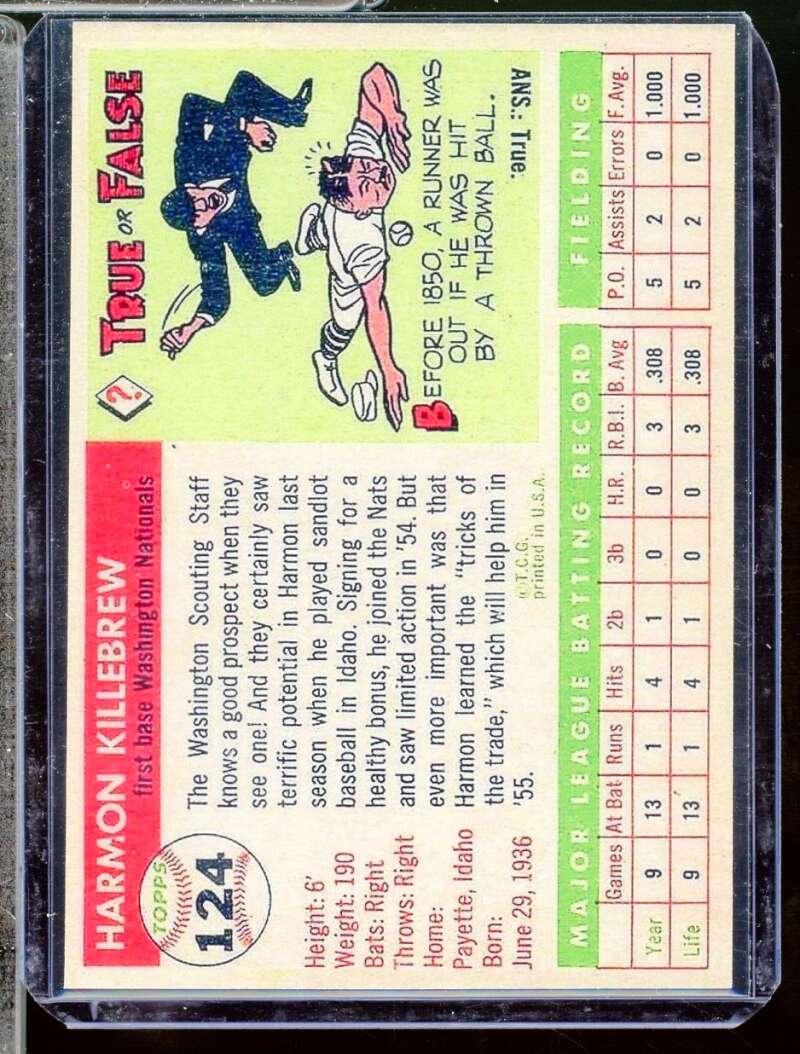 TOPPS
124
HARMON KILLEBREW
first base Washington Nationals
Height: 6'
Weight: 190
Bats: Right
Throws: Right
Home:
Payette, Idaho
Born:
June 29, 1936
The Washington Scouting Staff
knows a good prospect when they
see one! And they certainly saw
terrific potential in Harmon last
season when he played sandlot
baseball in Idaho. Signing for a
healthy bonus, he joined the Nats
and saw limited action in '54. But
even more important was that
Harmon learned the "tricks of
the trade," which will help him in
'55.
©T.C.G.
printed in U.S.A.
?
TRUE OR FALSE
BEFORE 1850, A RUNNER WAS
OUT IF HE WAS HIT
BY A THROWN BALL.
ANS.: True.
MAJOR LEAGUE BATTING RECORD FIELDING
Games At Bat Runs Hits 2b 3b H.R. R.B.I. B. Avg P.O. Assists Errors F. Avg.
Year 9 13 1 4 1 0 0 3 .308 5 2 0 1.000
Life 9 13 1 4 1 0 0 3 .308 5 2 0 1.000